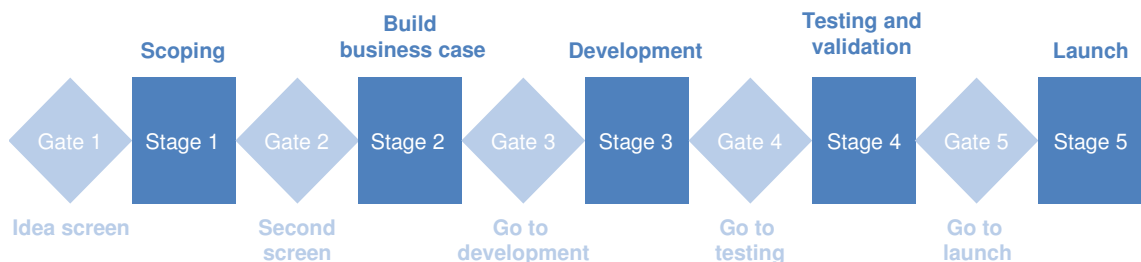 Scoping
Build
business case
Development
Testing and
validation
Launch
Gate 1
Stage 1
Gate 2
Stage 2
Gate 3
Stage 3
Gate 4
Stage 4
Gate 5
Stage 5
Idea screen
Second
screen
Go to
development
Go to
testing
Go to
launch